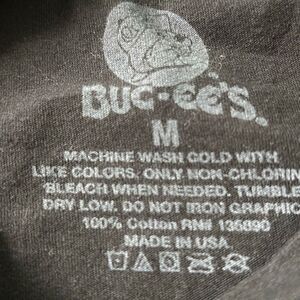 BUC-EE'S.
M
MACHINE WASH COLD WITH
LIKE COLORS. ONLY NON-CHLORIN
BLEACH WHEN NEEDED. TUMBLE
DRY LOW. DO NOT IRON GRAPHIC
100% Cotton RN# 135890
MADE IN USA.